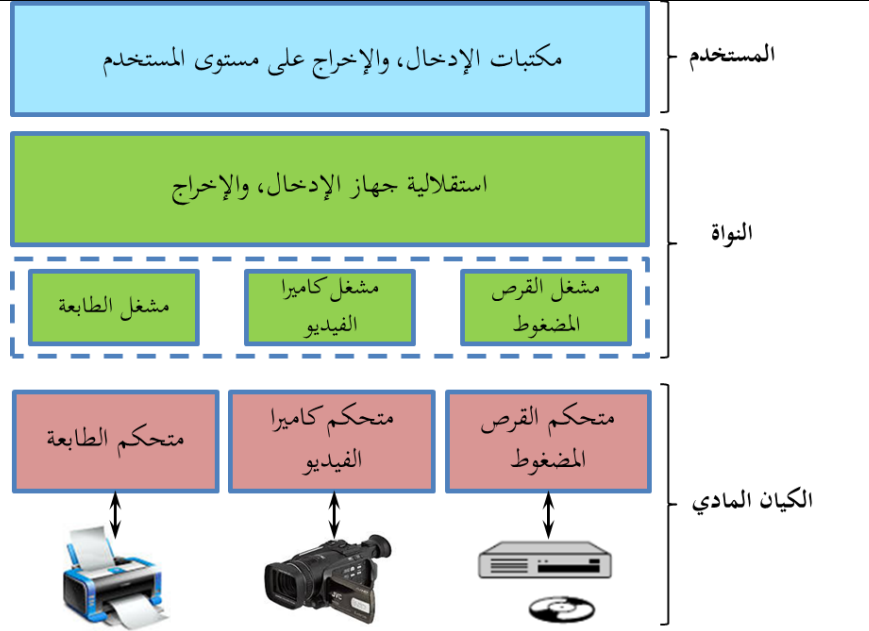 مكتبات الإدخال، والإخراج على مستوى المستخدم
المستخدم
استقلالية جهاز الإدخال، والإخراج
النواة
مشغل القرص
المضغوط
مشغل كاميرا
الفيديو
مشغل الطابعة
متحكم القرص
المضغوط
متحكم كاميرا
الفيديو
متحكم الطابعة
الكيان المادي
JVC